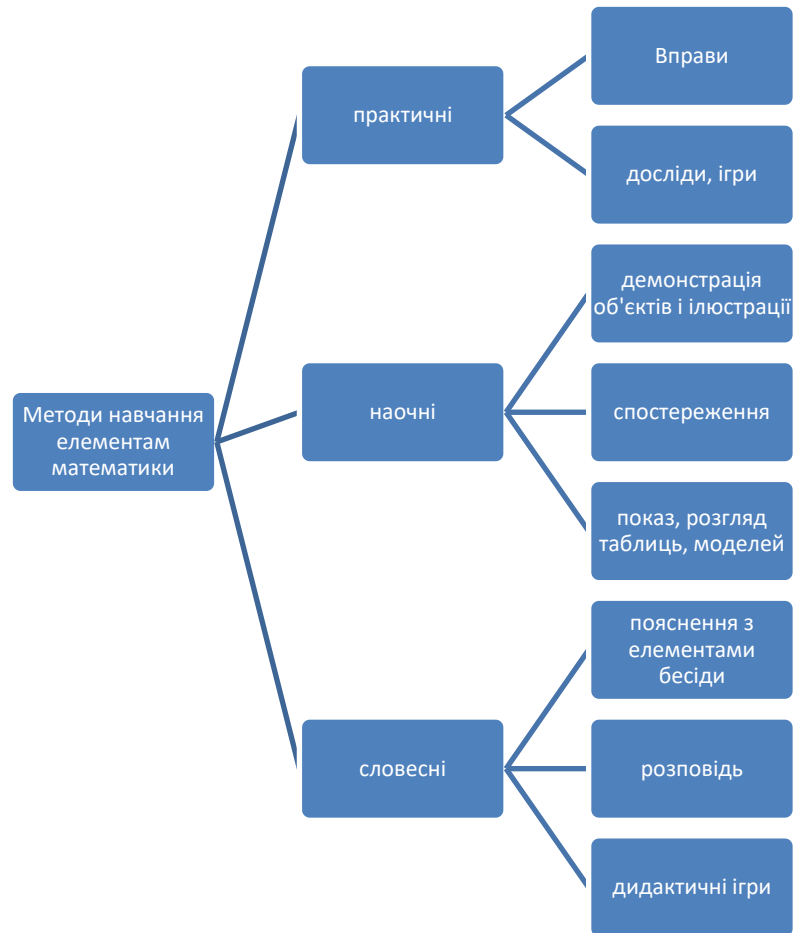 Методи навчання
елементам
математики
практичні
Вправи
досліди, ігри
наочні
демонстрація
об'єктів і ілюстрації
спостереження
показ, розгляд
таблиць, моделей
словесні
пояснення з
елементами
бесіди
розповідь
дидактичні ігри